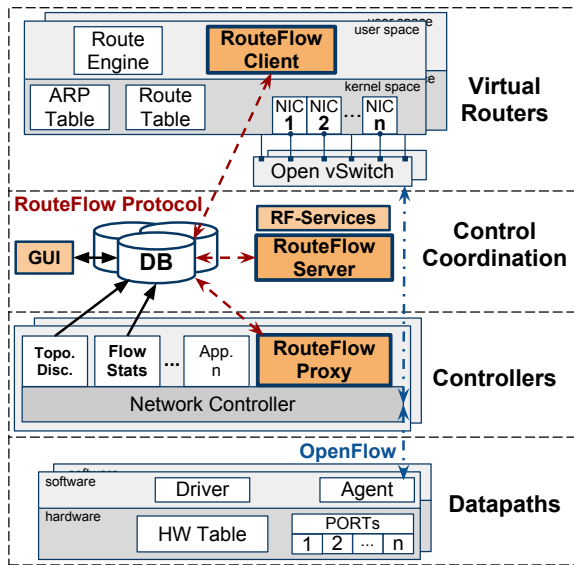 user space
user space
Route
Engine
RouteFlow
Client
kernel space
ARP
Table
Route
Table
NIC
1
NIC
2
...
NIC
n
Open vSwitch
Virtual
Routers
RouteFlow Protocol
RF-Services
RouteFlow
Server
GUI
DB
Control
Coordination
Topo.
Disc.
Flow
Stats
...
App.
n
RouteFlow
Proxy
Network Controller
Controllers
OpenFlow
software
Driver
Agent
hardware
HW Table
PORTs
1 2 ... n
Datapaths